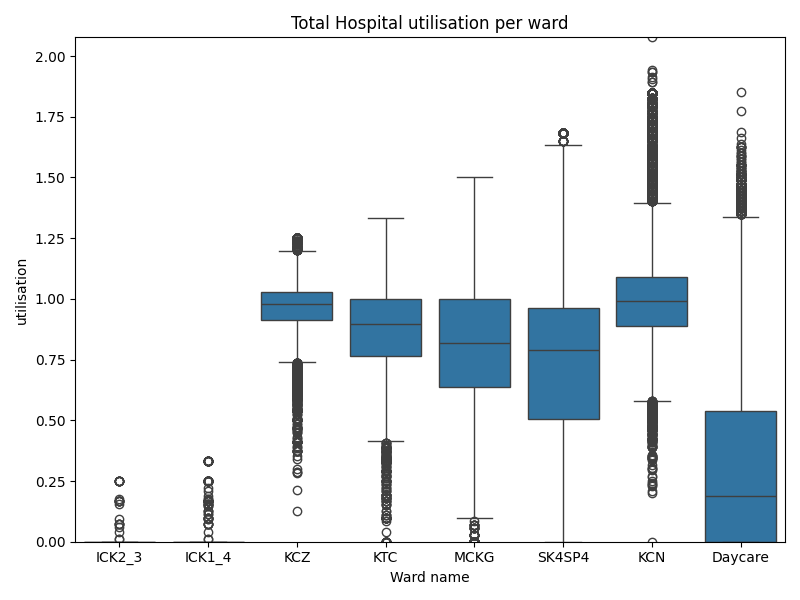 Total Hospital utilisation per ward
utilisation
2.00
1.75
1.50
1.25
1.00
0.75
0.50
0.25
0.00
ICK2_3 ICK1_4 KCZ KTC MCKG SK4SP4 KCN Daycare
Ward name